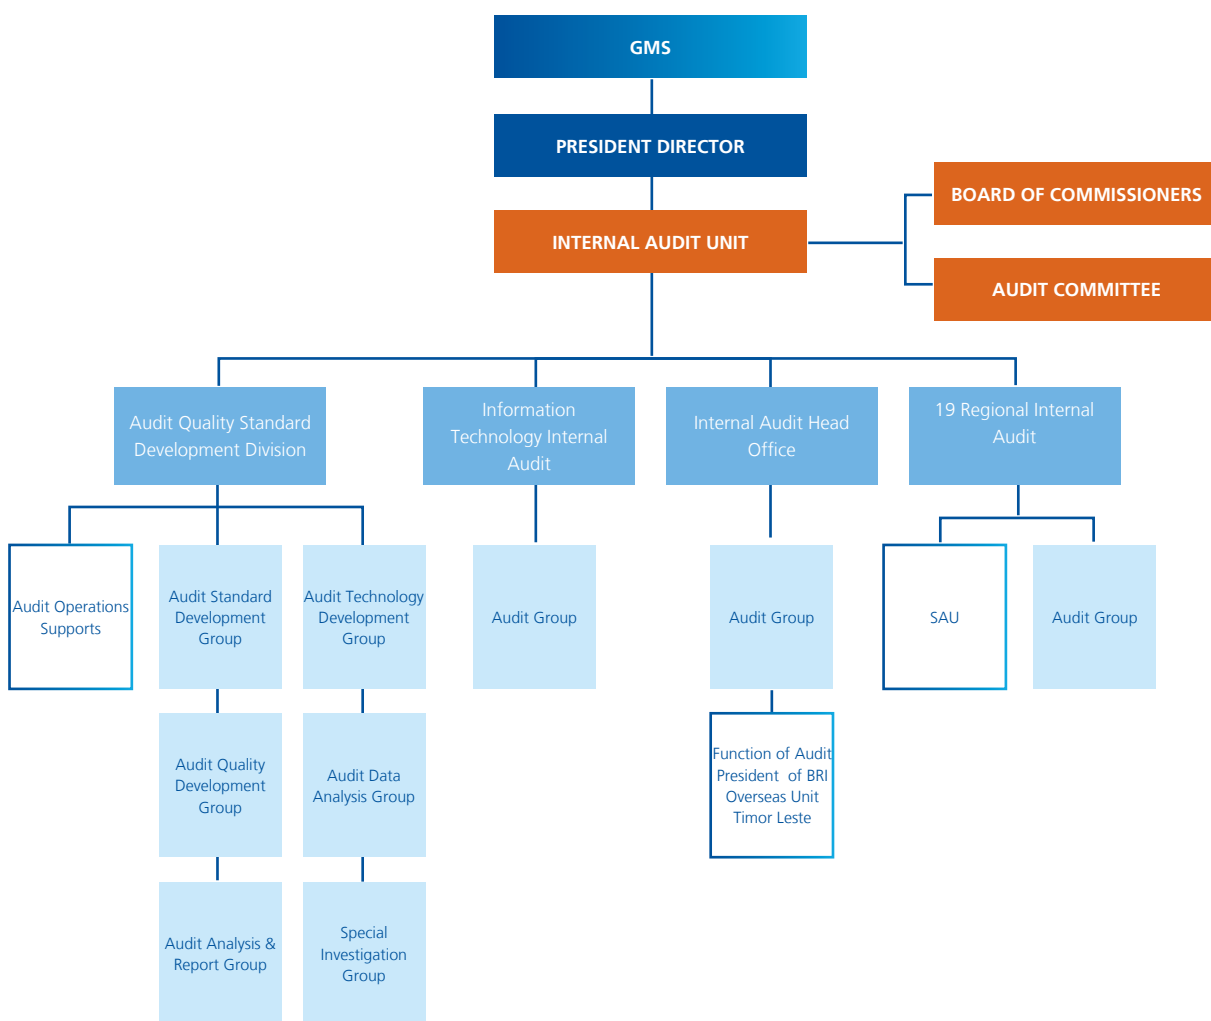 GMS
PRESIDENT DIRECTOR
BOARD OF COMMISSIONERS
INTERNAL AUDIT UNIT
AUDIT COMMITTEE
Audit Quality Standard
Development Division
Information
Technology Internal
Audit
Internal Audit Head
Office
19 Regional Internal
Audit
Audit Operations
Supports
Audit Standard
Development
Group
Audit Technology
Development
Group
Audit Group
Audit Group
SAU
Audit Group
Audit Quality
Development
Group
Audit Data
Analysis Group
Function of Audit
President of BRI
Overseas Unit
Timor Leste
Audit Analysis &
Report Group
Special
Investigation
Group